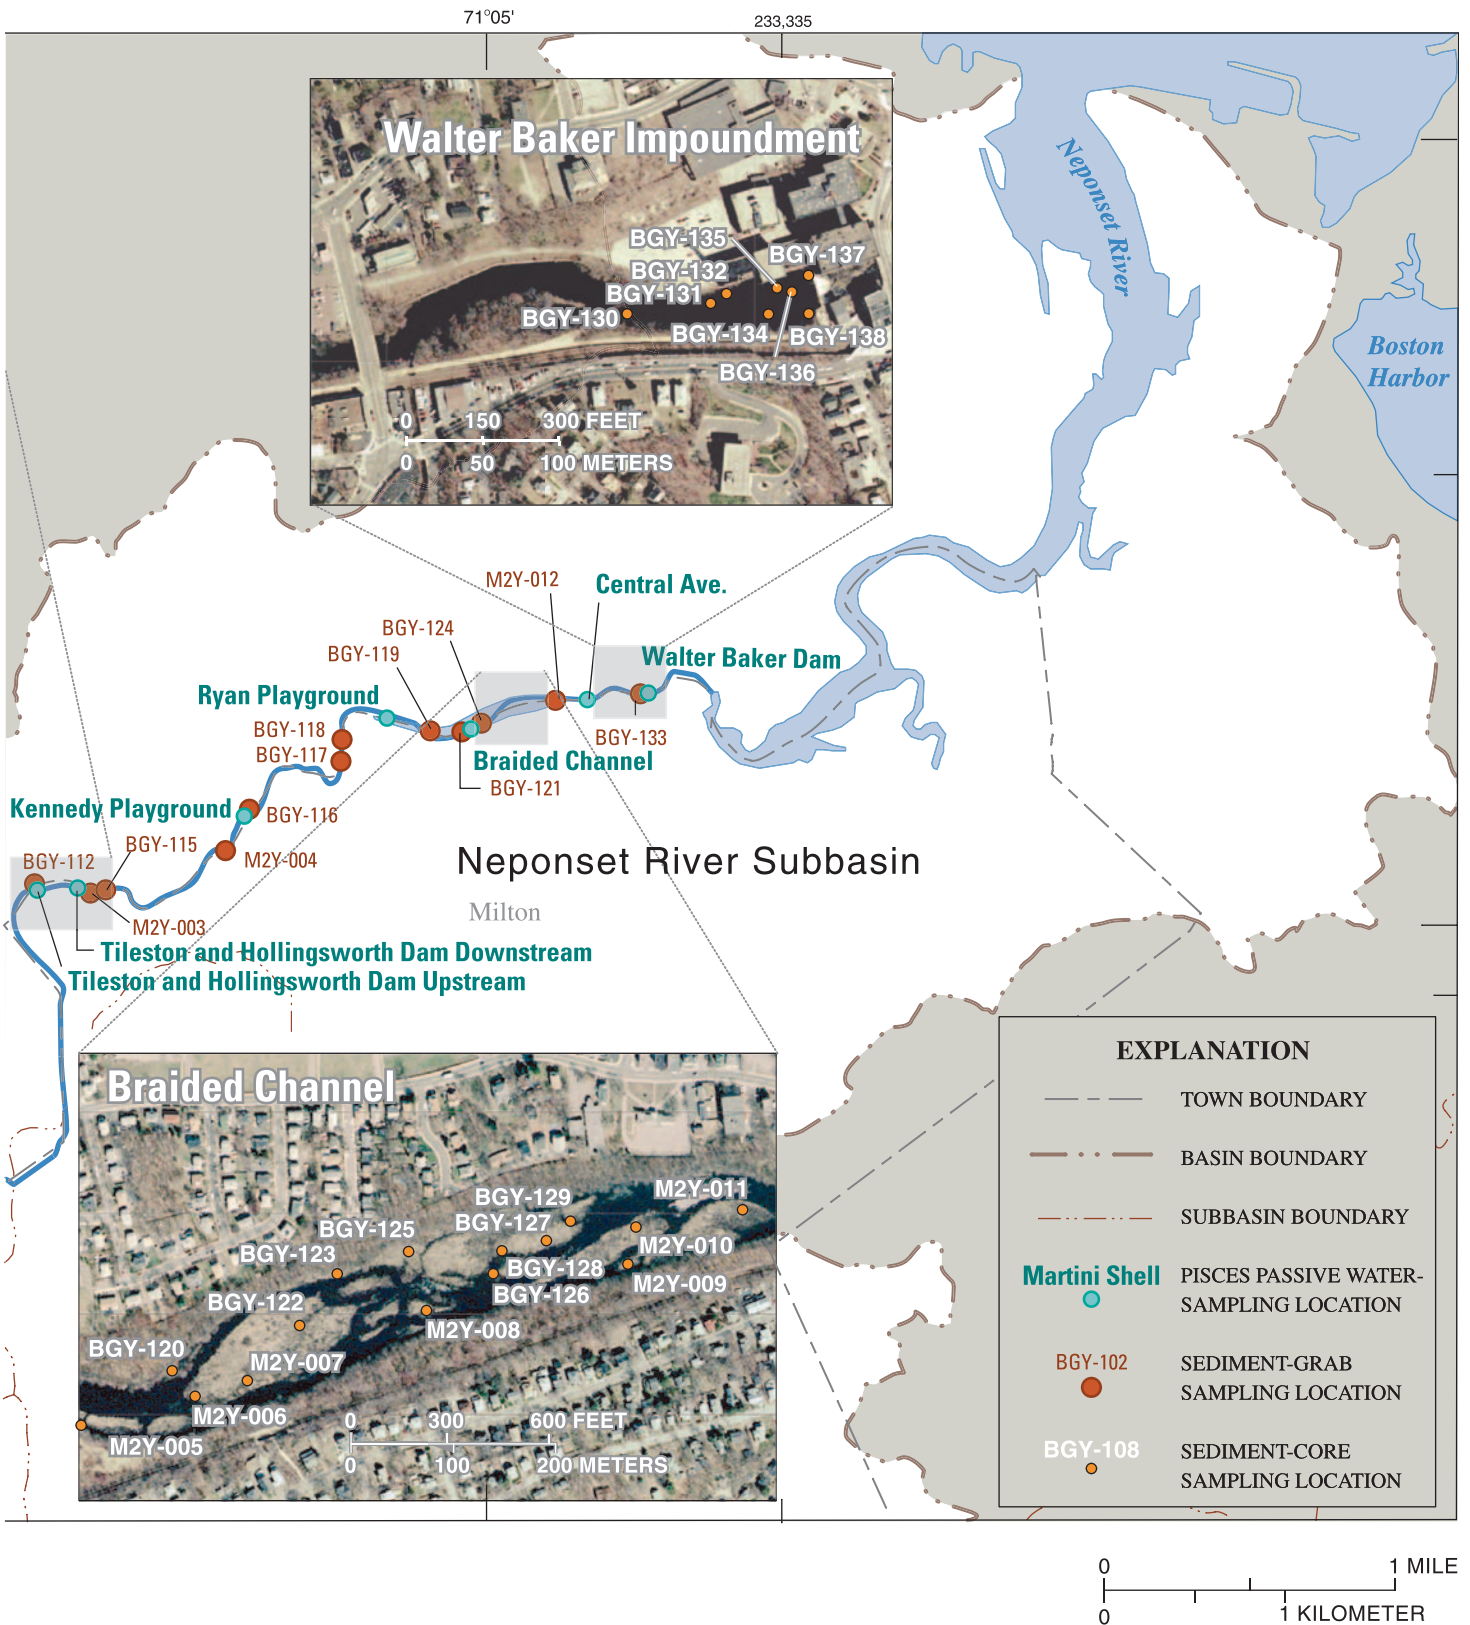 71°05'
233,335
Walter Baker Impoundment
BGY-135
BGY-137
BGY-132
BGY-131
BGY-130
BGY-134
BGY-138
BGY-136
0 150 300 FEET
0 50 100 METERS
Neponset River
Boston
Harbor
M2Y-012
Central Ave.
BGY-124
BGY-119
Walter Baker Dam
Ryan Playground
BGY-118
BGY-117
BGY-133
Braided Channel
BGY-121
Kennedy Playground
BGY-116
BGY-115
BGY-112
M2Y-004
Neponset River Subbasin
Milton
M2Y-003
Tileston and Hollingsworth Dam Downstream
Tileston and Hollingsworth Dam Upstream
Braided Channel
M2Y-011
BGY-129
BGY-127
BGY-125
M2Y-010
BGY-123
BGY-128
M2Y-009
BGY-126
BGY-122
M2Y-008
BGY-120
M2Y-007
M2Y-006
M2Y-005
0 300 600 FEET
0 100 200 METERS
EXPLANATION
TOWN BOUNDARY
BASIN BOUNDARY
SUBBASIN BOUNDARY
Martini Shell
PISCES PASSIVE WATER-
SAMPLING LOCATION
BGY-102
SEDIMENT-GRAB
SAMPLING LOCATION
BGY-108
SEDIMENT-CORE
SAMPLING LOCATION
0 1 MILE
0 1 KILOMETER